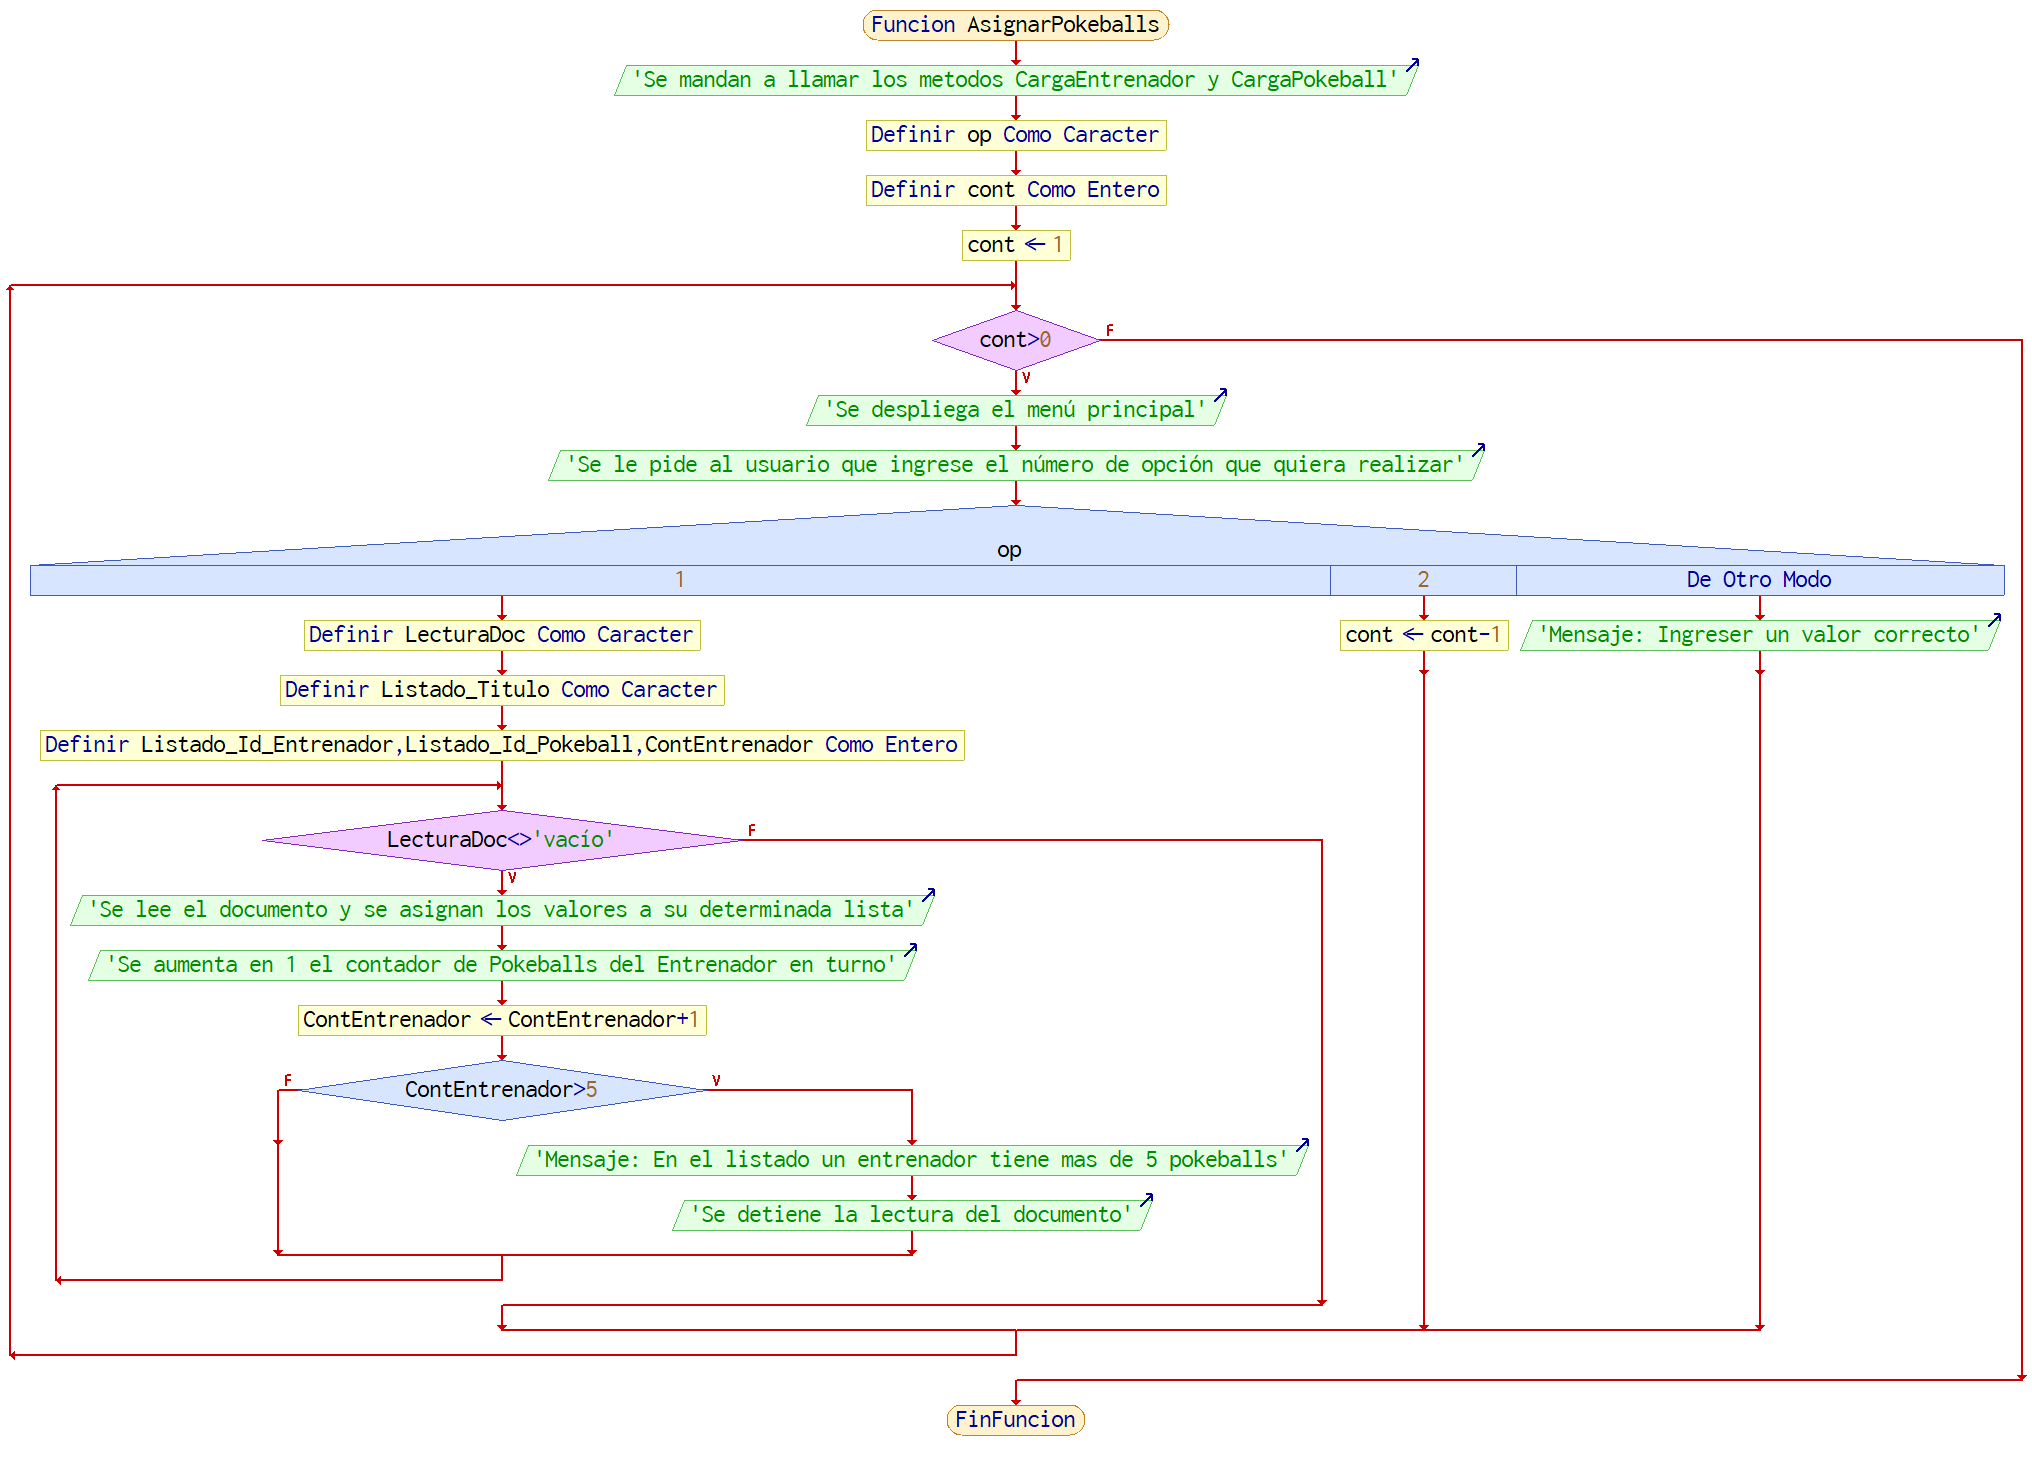 Funcion AsignarPokeballs
'Se mandan a llamar los metodos CargaEntrenador y CargaPokeball'
Definir op Como Caracter
Definir cont Como Entero
cont ← 1
cont>0
F
V
'Se despliega el menú principal'
'Se le pide al usuario que ingrese el número de opción que quiera realizar'
op
1
2
De Otro Modo
Definir LecturaDoc Como Caracter
cont ← cont-1
'Mensaje: Ingreser un valor correcto'
Definir Listado_Titulo Como Caracter
Definir Listado_Id_Entrenador,Listado_Id_Pokeball,ContEntrenador Como Entero
LecturaDoc<>'vacío'
F
V
'Se lee el documento y se asignan los valores a su determinada lista'
'Se aumenta en 1 el contador de Pokeballs del Entrenador en turno'
ContEntrenador ← ContEntrenador+1
F
ContEntrenador>5
V
'Mensaje: En el listado un entrenador tiene mas de 5 pokeballs'
'Se detiene la lectura del documento'
FinFuncion